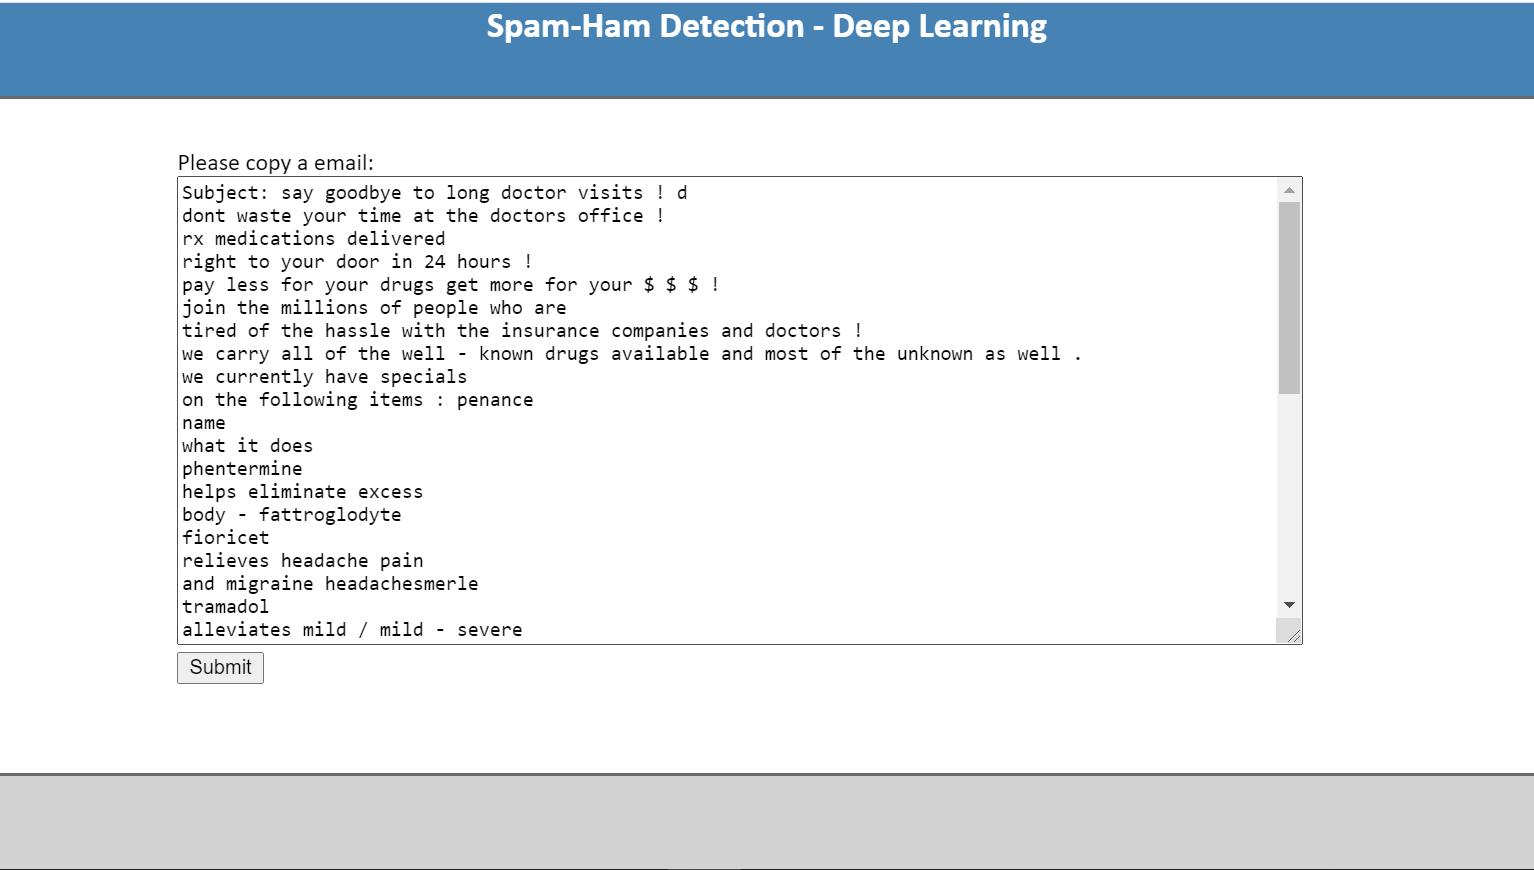 Spam-Ham Detection - Deep Learning
Please copy a email:
Subject: say goodbye to long doctor visits ! d
dont waste your time at the doctors office !
rx medications delivered
right to your door in 24 hours !
pay less for your drugs get more for your $ $ $ !
join the millions of people who are
tired of the hassle with the insurance companies and doctors !
we carry all of the well - known drugs available and most of the unknown as well .
we currently have specials
on the following items : penance
name
what it does
phentermine
helps eliminate excess
body - fattroglodyte
fioricet
relieves headache pain
and migraine headachesmerle
tramadol
alleviates mild / mild - severe
Submit